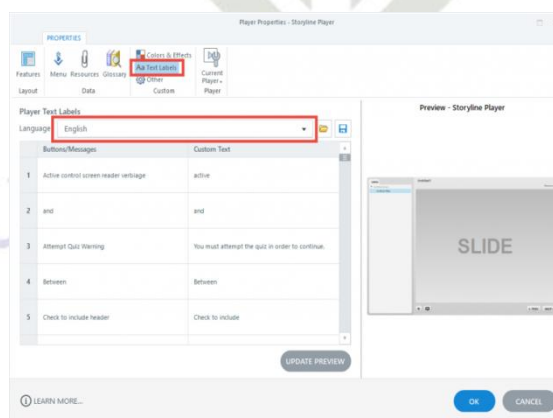 Player Properties - Storyline Player
PROPERTIES
Features
Menu Resources Glossary
Colors & Effects
Aa Text Labels
Other
Current Player
Layout Data Custom Player
Player Text Labels
Language: English
Preview - Storyline Player
Buttons/Messages Custom Text
1 Active control screen reader verbiage active
2 and and
3 Attempt Quiz Warning You must attempt the quiz in order to continue.
4 Between Between
5 Check to include header Check to include
SLIDE
UPDATE PREVIEW
LEARN MORE...
OK CANCEL